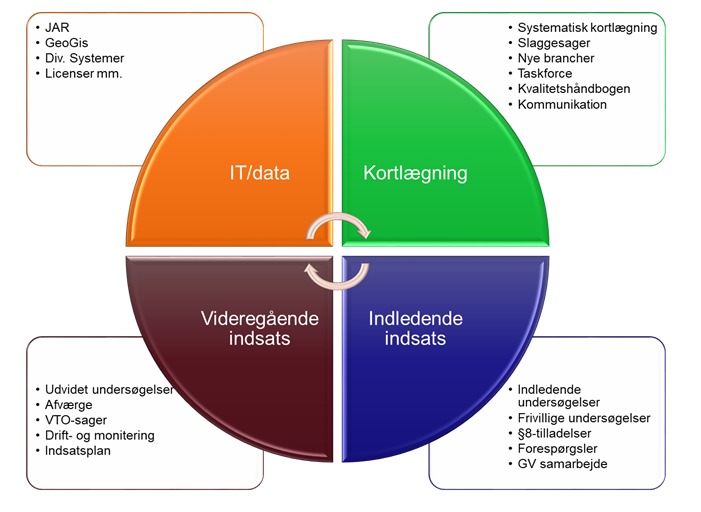 • JAR
• GeoGis
• Div. Systemer
• Licenser mm.
• Systematisk kortlægning
• Slaggesager
• Nye brancher
• Taskforce
• Kvalitetshåndbogen
• Kommunikation
IT/data
Kortlægning
Videregående
indsats
Indledende
indsats
• Udvidet undersøgelser
• Afværge
• VTO-sager
• Drift- og monitering
• Indsatsplan
• Indledende
undersøgelser
• Frivillige undersøgelser
• §8-tilladelser
• Forespørgsler
• GV samarbejde